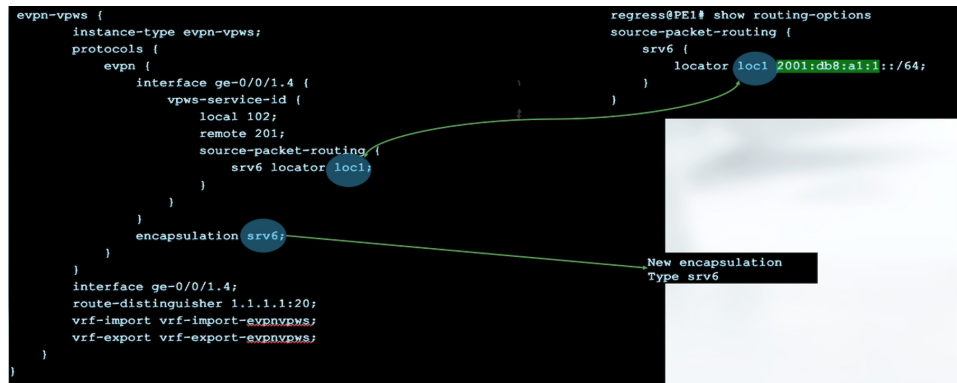 evpn-vpws {
instance-type evpn-vpws;
protocols {
evpn {
interface ge-0/0/1.4 {
vpws-service-id {
local 102;
remote 201;
source-packet-routing {
srv6 locator loc1;
}
}
}
encapsulation srv6;
}
}
interface ge-0/0/1.4;
route-distinguisher 1.1.1.1:20;
vrf-import vrf-import-evpnvpws;
vrf-export vrf-export-evpnvpws;
}
}
regress@PE1# show routing-options
source-packet-routing {
srv6 {
locator loc1 2001:db8:a1:1::/64;
}
}
New encapsulation
Type srv6